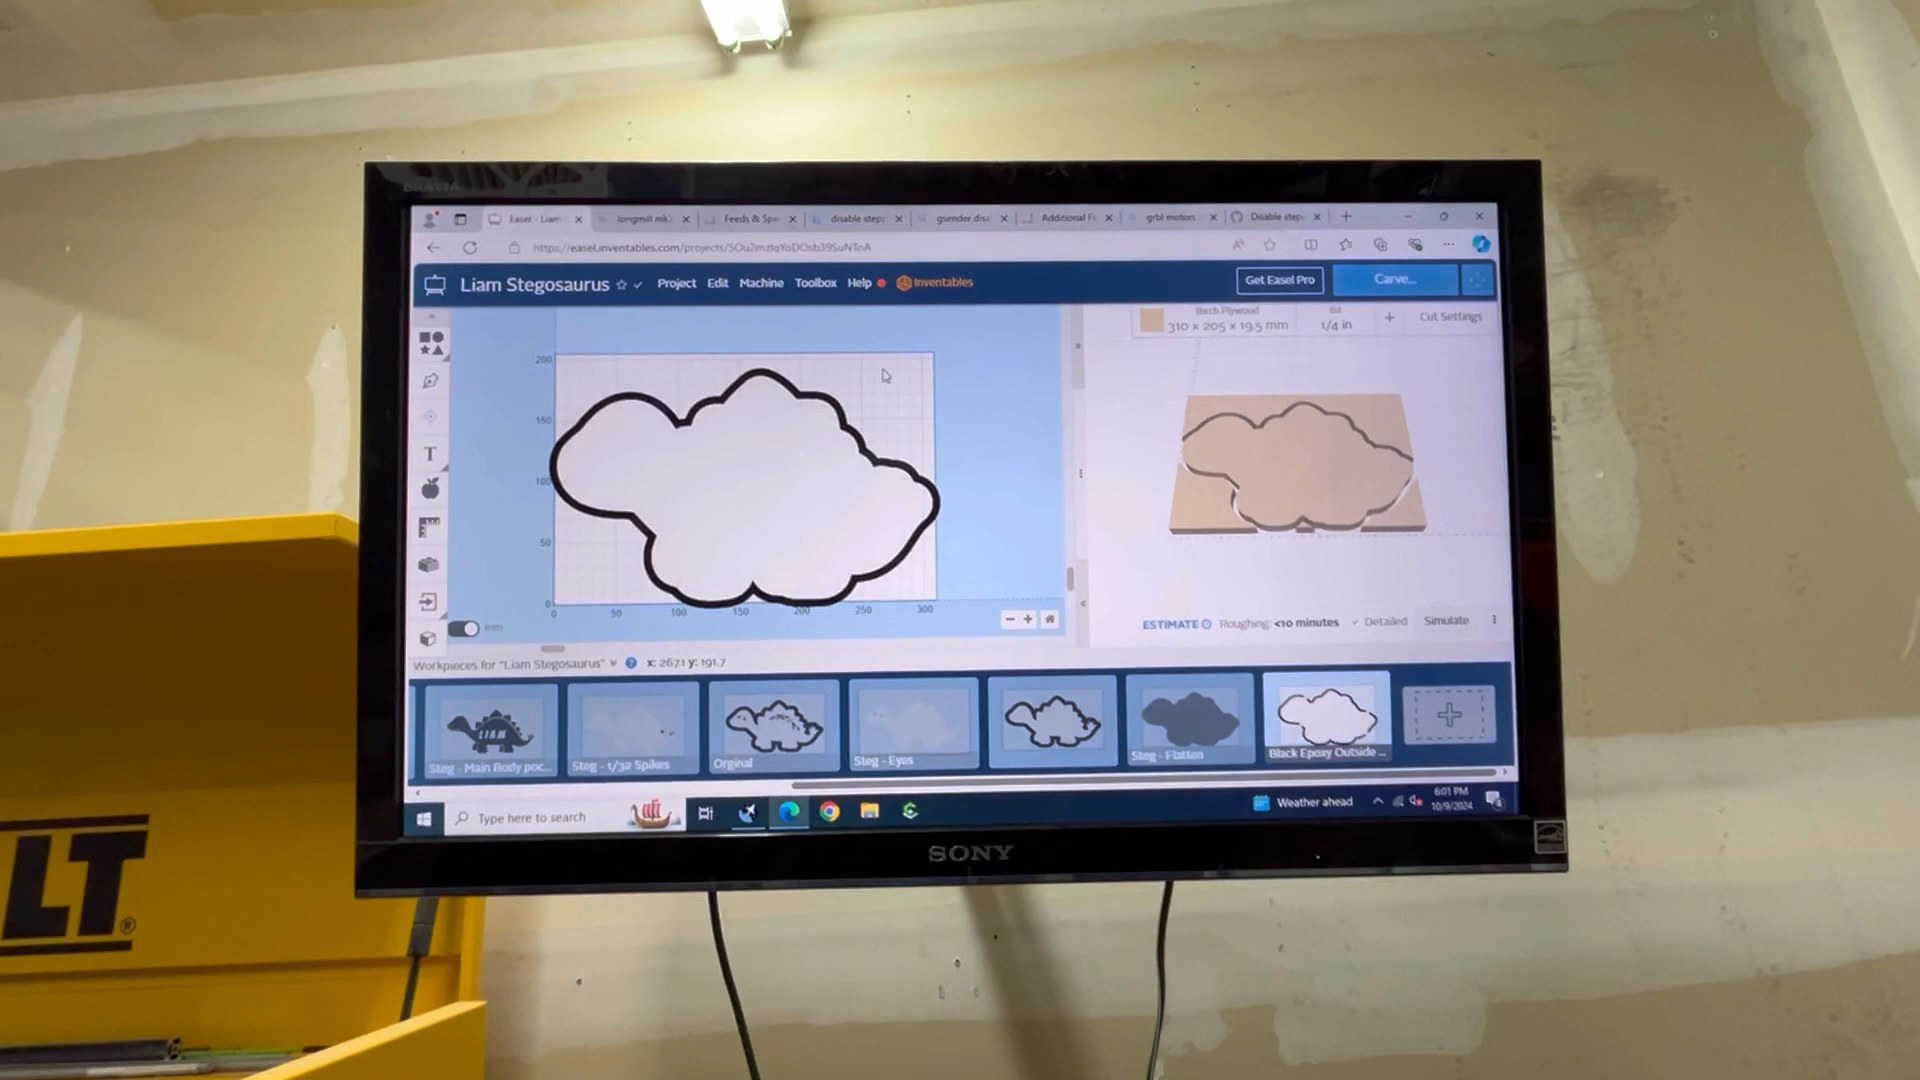 BRAVIA
Easel - Liam
longmill mk
Feeds & Spe
disable step
gsender disa
Additional Fi
grbl motors
Disable step
https://easel.inventables.com/projects/
Liam Stegosaurus
Project Edit Machine Toolbox Help Inventables
Get Easel Pro
Carve...
Birch Plywood
310 × 205 × 19.5 mm
Bit
1/4 in
Cut Settings
200
150
100
50
0
0 50 100 150 200 250 300
mm
ESTIMATE Roughing: <10 minutes Detailed Simulate
Workpieces for "Liam Stegosaurus" x: 267.1 y: 191.7
LIAM
Steg - Main Body poc...
Steg - 1/32 Spikes
Orginal
Steg - Eyes
Steg - Flatten
Black Epoxy Outside ...
Type here to search
Weather ahead
6:01 PM
10/9/2024
SONY
LT®